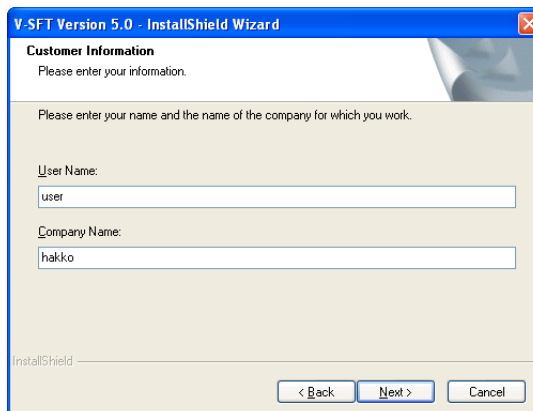 V-SFT Version 5.0 - InstallShield Wizard
Customer Information
Please enter your information.
Please enter your name and the name of the company for which you work.
User Name:
user
Company Name:
hakko
InstallShield
< Back
Next >
Cancel